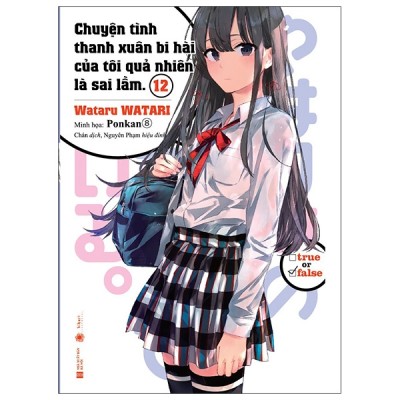 Chuyện tình
thanh xuân bi hài
của tôi quả nhiên
là sai lầm. 12
Wataru WATARI
Minh họa: Ponkan⑧
Chân dịch, Nguyên Phạm hiệu đính
true
or
false